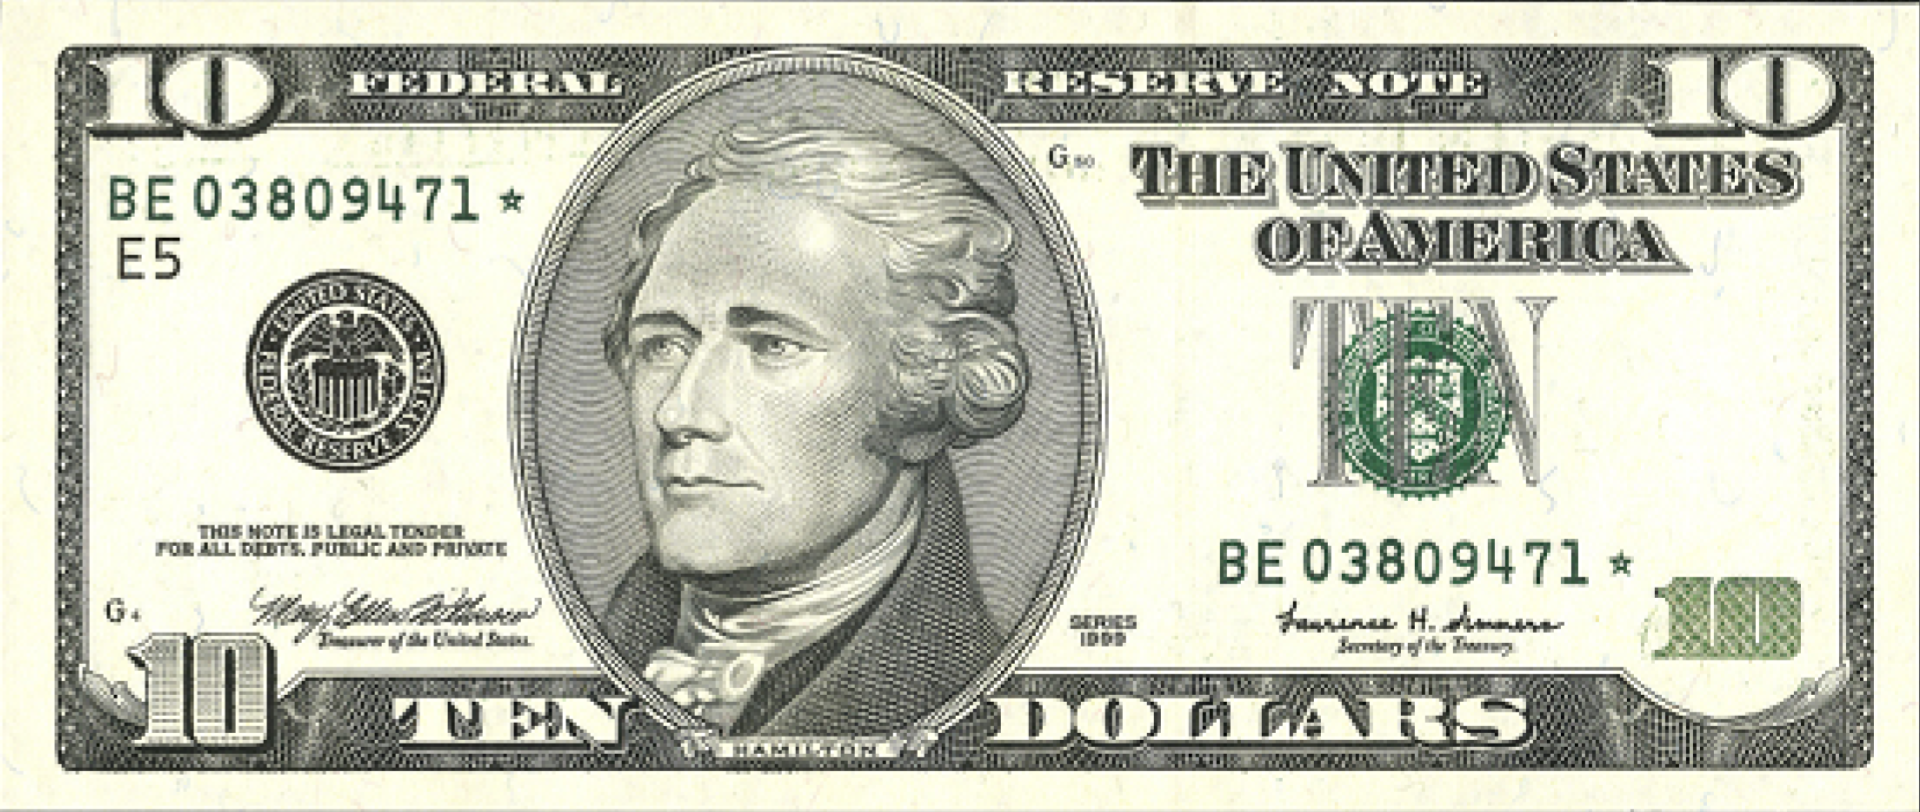 10 FEDERAL RESERVE NOTE 10
G 50
THE UNITED STATES
OF AMERICA
BE 03809471 *
E5
UNITED STATES FEDERAL RESERVE SYSTEM
TEN
THIS NOTE IS LEGAL TENDER
FOR ALL DEBTS, PUBLIC AND PRIVATE
BE 03809471 *
G 4
Mary Ellen Withrow
Treasurer of the United States.
SERIES
1999
Lawrence H. Summers
Secretary of the Treasury.
10
10 TEN DOLLARS
HAMILTON